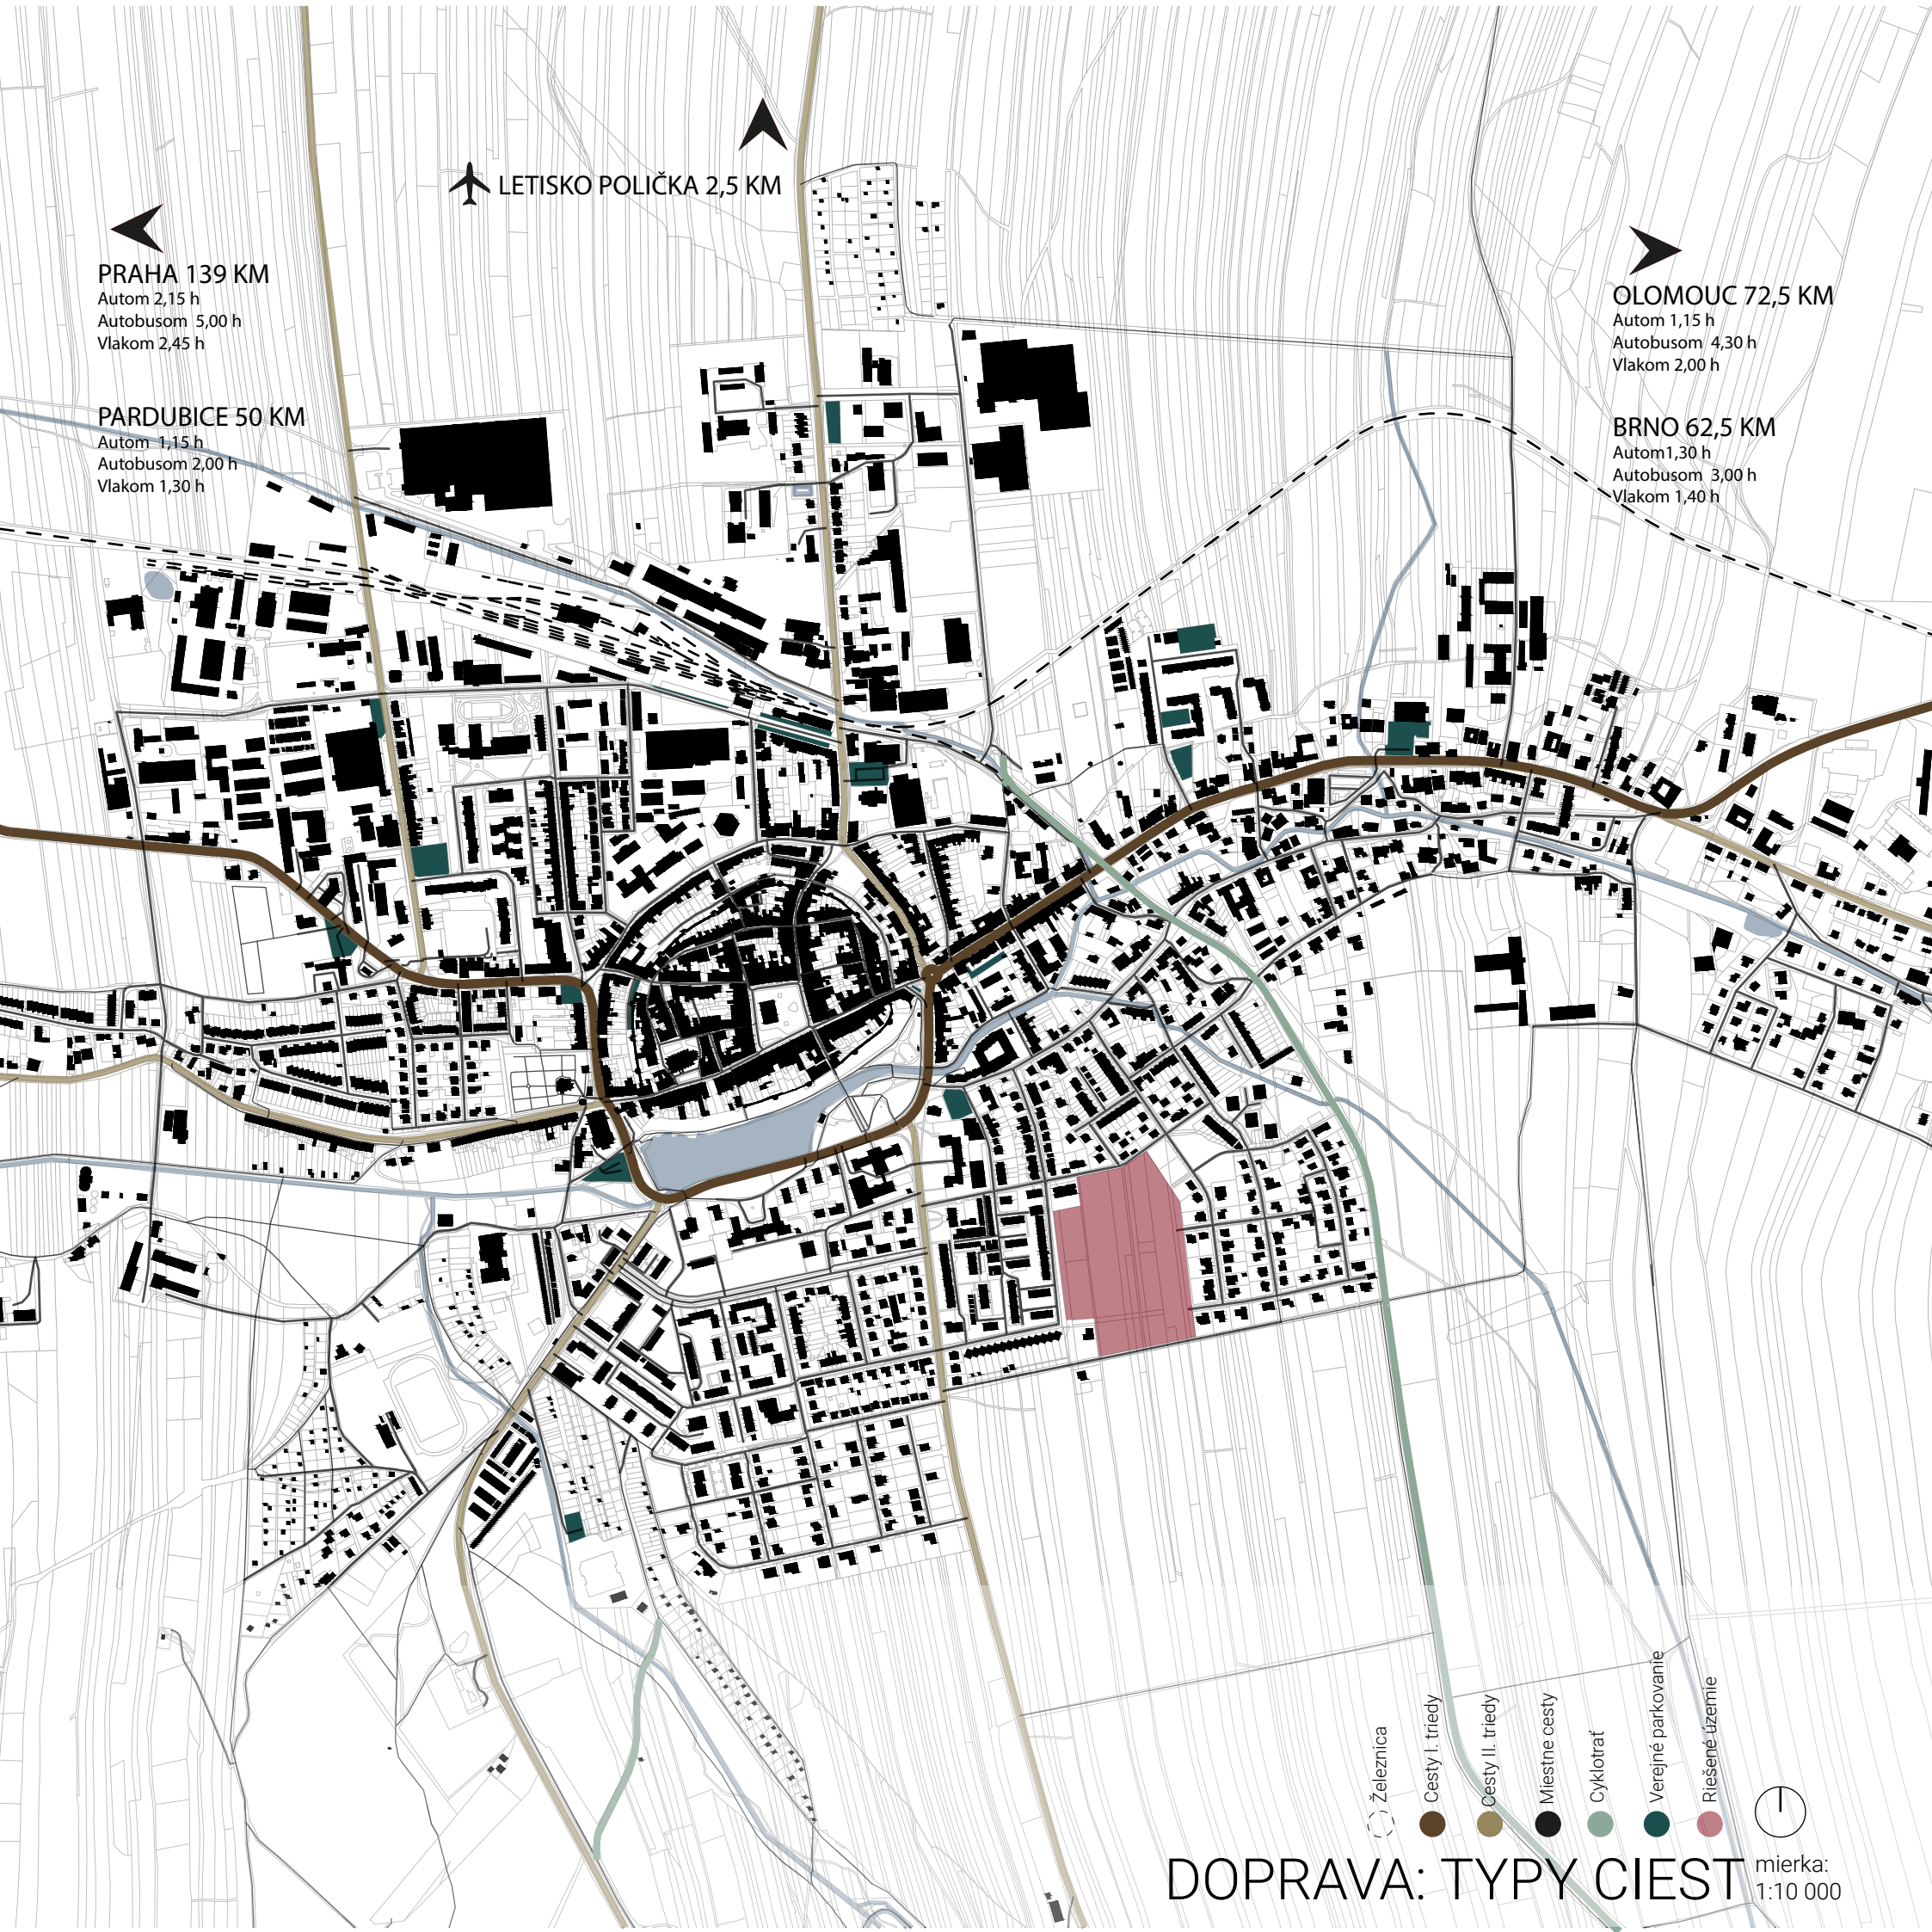 LETISKO POLIČKA 2,5 KM
PRAHA 139 KM
Autom 2,15 h
Autobusom 5,00 h
Vlakom 2,45 h
PARDUBICE 50 KM
Autom 1,15 h
Autobusom 2,00 h
Vlakom 1,30 h
OLOMOUC 72,5 KM
Autom 1,15 h
Autobusom 4,30 h
Vlakom 2,00 h
BRNO 62,5 KM
Autom1,30 h
Autobusom 3,00 h
Vlakom 1,40 h
Železnica
Cesty I. triedy
Cesty II. triedy
Miestne cesty
Cyklotrať
Verejné parkovanie
Riešené územie
DOPRAVA: TYPY CIEST
mierka:
1:10 000